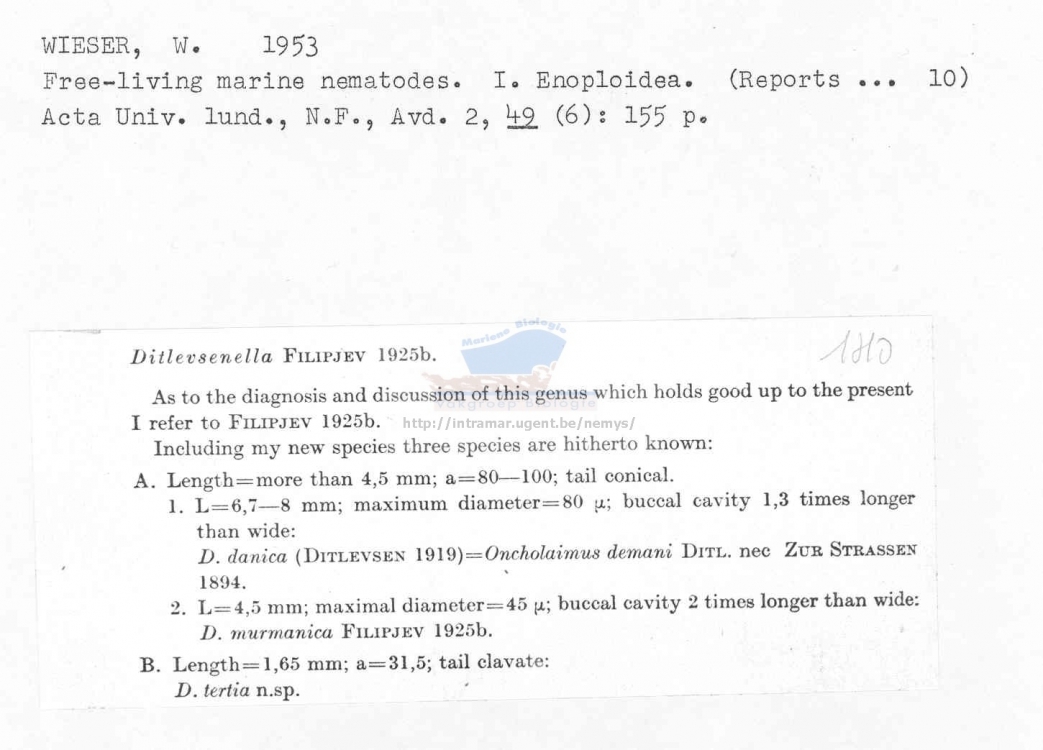 WIESER, W. 1953
Free-living marine nematodes. I. Enoploidea. (Reports ... 10)
Acta Univ. lund., N.F., Avd. 2, 49 (6): 155 p.
Marine Biologie
180
Ditlevsenella FILIPJEV 1925b.
As to the diagnosis and discussion of this genus which holds good up to the present
vakgroep Biologie
I refer to FILIPJEV 1925b.
http://intramar.ugent.be/nemys/
Including my new species three species are hitherto known:
A. Length=more than 4,5 mm; a=80—100; tail conical.
1. L=6,7—8 mm; maximum diameter=80 μ; buccal cavity 1,3 times longer
than wide:
D. danica (DITLEVSEN 1919)=Oncholaimus demani DITL. nec ZUR STRASSEN
1894.
2. L=4,5 mm; maximal diameter=45 μ; buccal cavity 2 times longer than wide:
D. murmanica FILIPJEV 1925b.
B. Length=1,65 mm; a=31,5; tail clavate:
D. tertia n.sp.